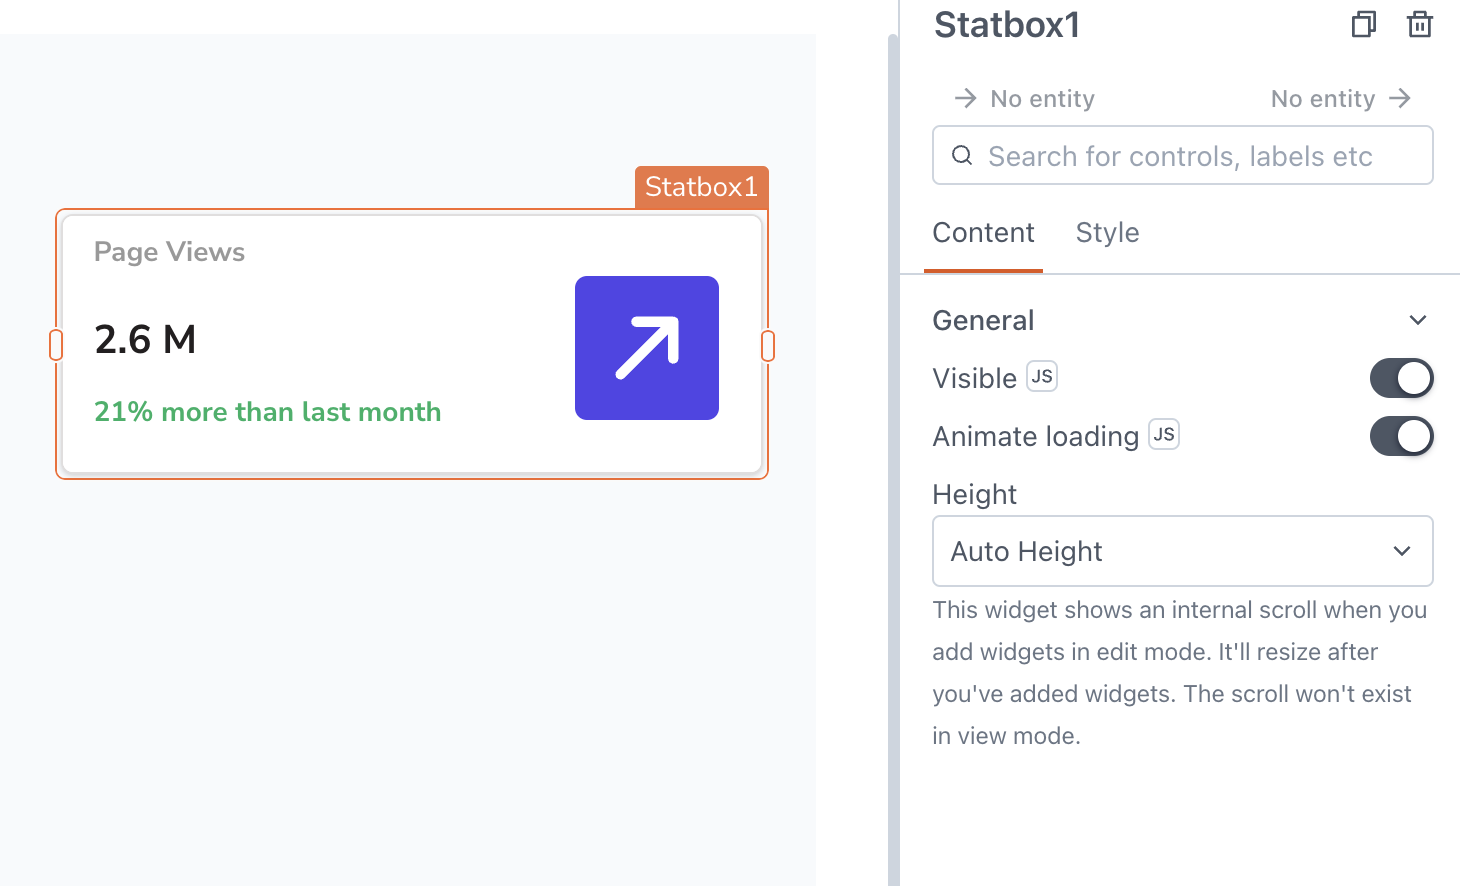 Statbox1
Page Views
2.6 M
21% more than last month
Statbox1
No entity
No entity
Search for controls, labels etc
Content
Style
General
Visible JS
Animate loading JS
Height
Auto Height
This widget shows an internal scroll when you
add widgets in edit mode. It'll resize after
you've added widgets. The scroll won't exist
in view mode.